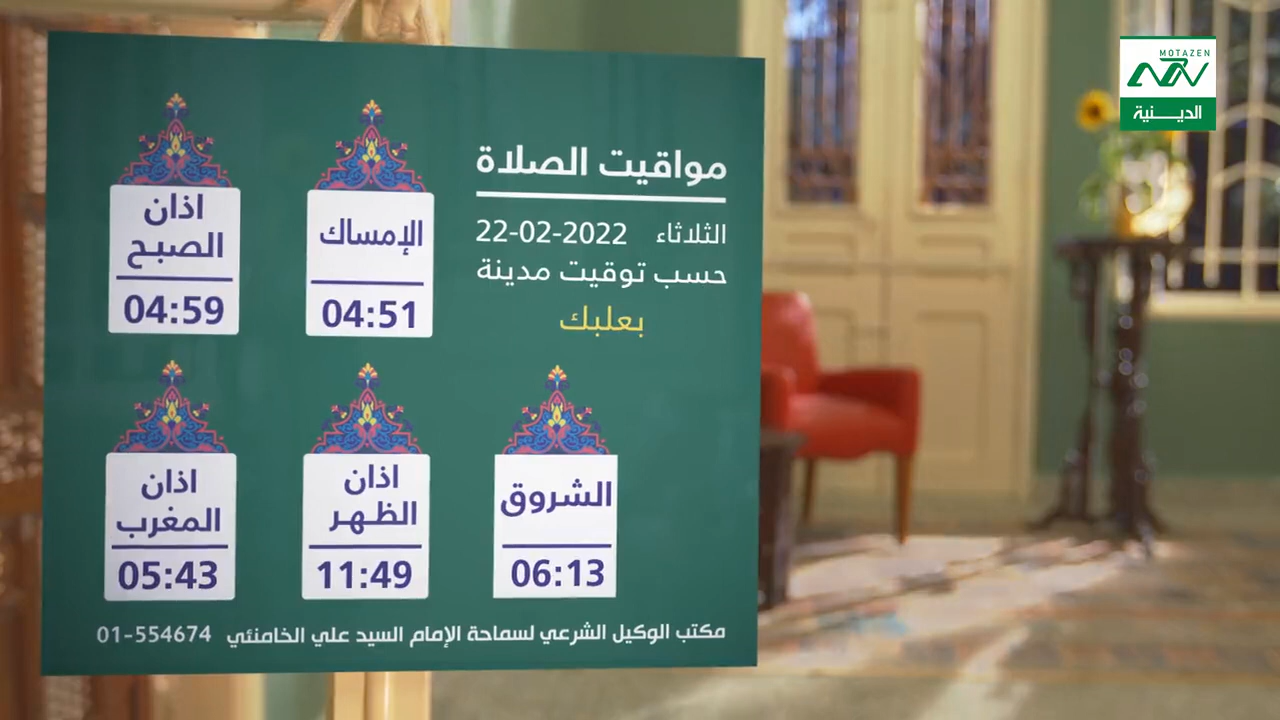 MOTAZEN
الدينية
مواقيت الصلاة
الثلاثاء 22-02-2022
حسب توقيت مدينة
بعلبك
الإمساك
04:51
اذان
الصبح
04:59
الشروق
06:13
اذان
الظهر
11:49
اذان
المغرب
05:43
مكتب الوكيل الشرعي لسماحة الإمام السيد علي الخامنئي 01-554674